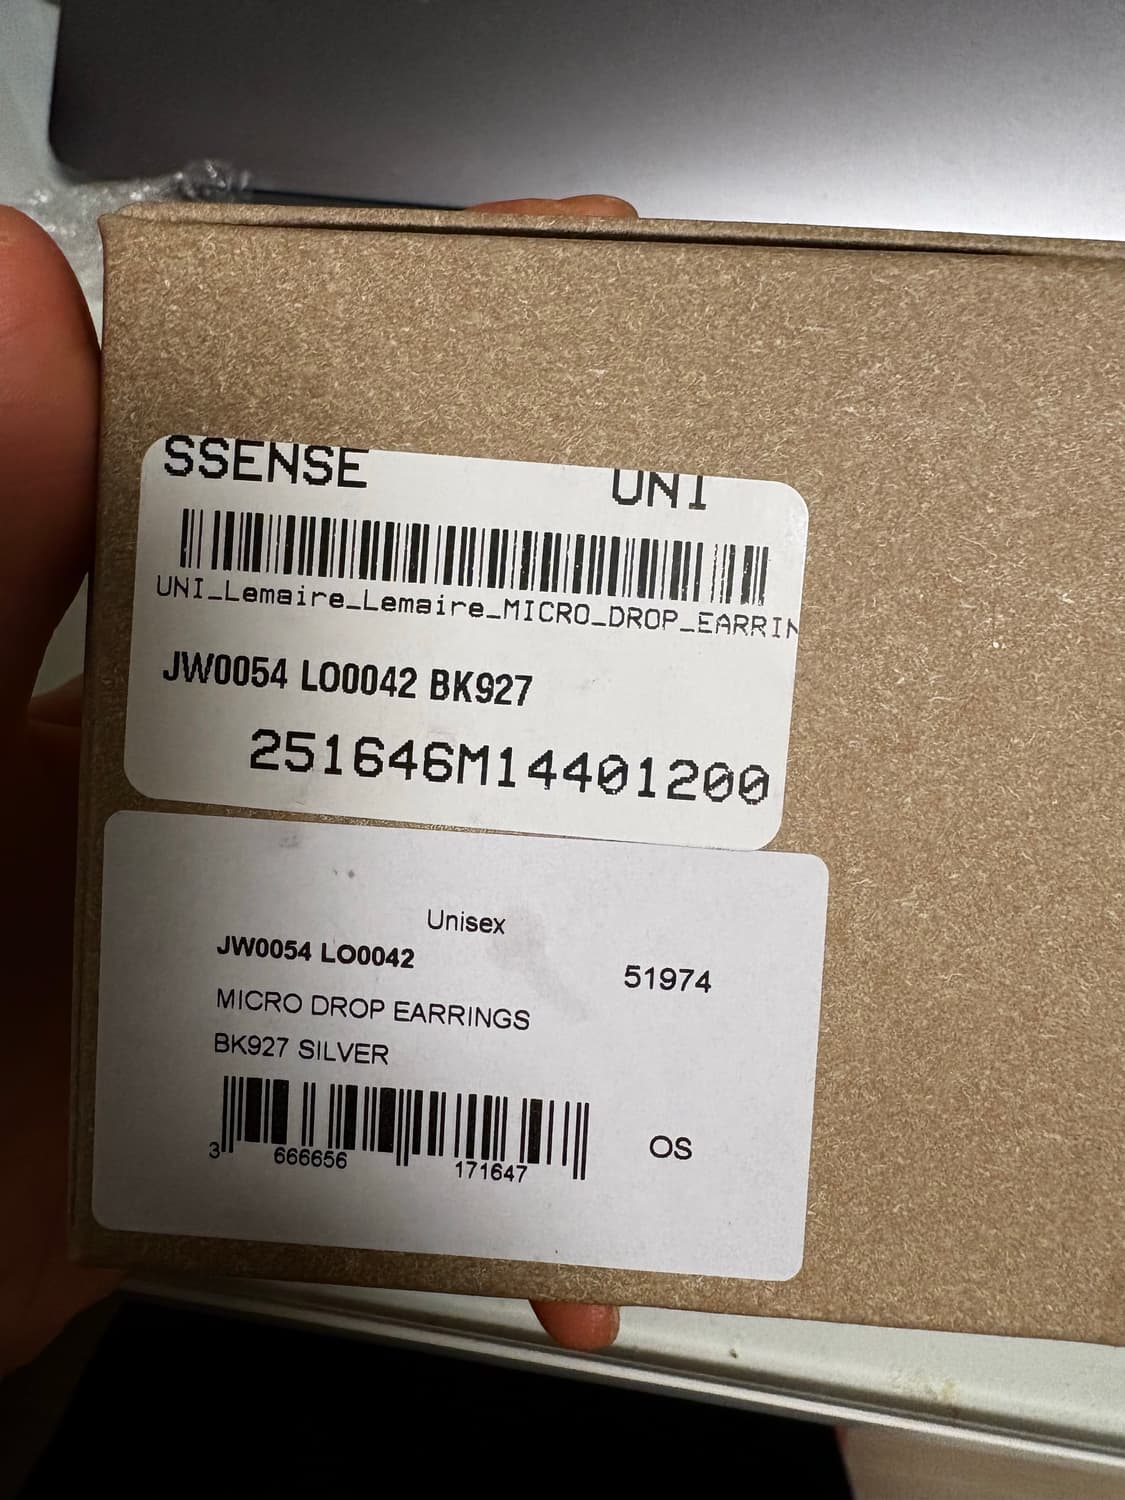 SSENSE UNI
UNI_Lemaire_Lemaire_MICRO_DROP_EARRIN
JW0054 LO0042 BK927
251646M14401200
Unisex
JW0054 LO0042
51974
MICRO DROP EARRINGS
BK927 SILVER
3 666656 171647
OS